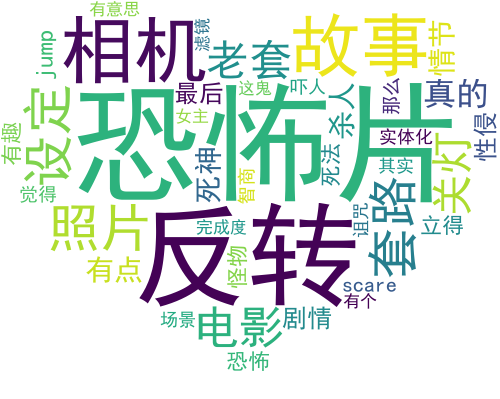 有意思
滤镜
jump
相机
故事
情节
老套
有趣
设定
最后
这鬼
吓人
那么
真的
恐怖片
杀人
女主
实体化
性侵
觉得
死神
智商
死法
其实
关灯
照片
反转
诅咒
套路
完成度
立得
有点
怪物
scare
有个
场景
电影
剧情
恐怖